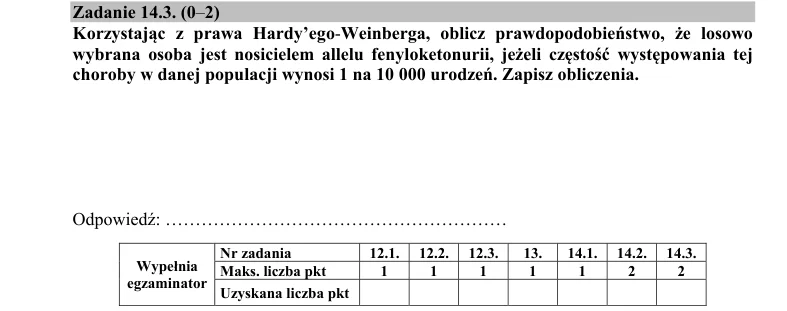 Zadanie 14.3. (0–2)
Korzystając z prawa Hardy’ego-Weinberga, oblicz prawdopodobieństwo, że losowo
wybrana osoba jest nosicielem allelu fenyloketonurii, jeżeli częstość występowania tej
choroby w danej populacji wynosi 1 na 10 000 urodzeń. Zapisz obliczenia.
Odpowiedź: ………………………………………………………
Wypełnia egzaminator
Nr zadania 12.1. 12.2. 12.3. 13. 14.1. 14.2. 14.3.
Maks. liczba pkt 1 1 1 1 1 2 2
Uzyskana liczba pkt